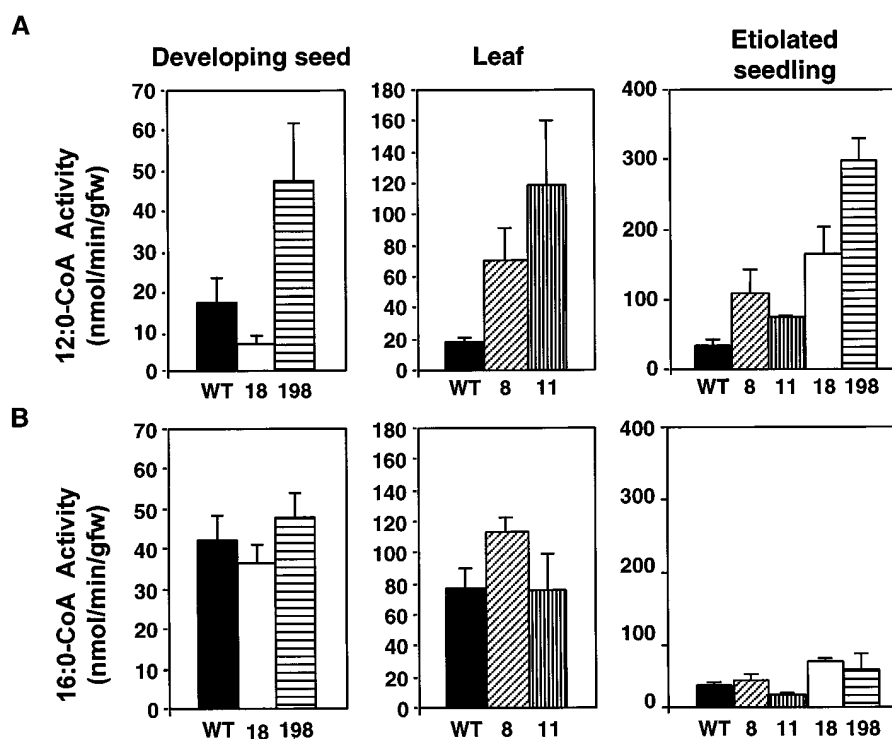 A
Developing seed
Leaf
Etiolated
seedling
12:0-CoA Activity
(nmol/min/gfw)
70
60
50
40
30
20
10
0
WT 18 198
180
160
140
120
100
80
60
40
20
0
WT 8 11
400
300
200
100
0
WT 8 11 18 198
B
16:0-CoA Activity
(nmol/min/gfw)
70
60
50
40
30
20
10
0
WT 18 198
180
160
140
120
100
80
60
40
20
0
WT 8 11
400
300
200
100
0
WT 8 11 18 198